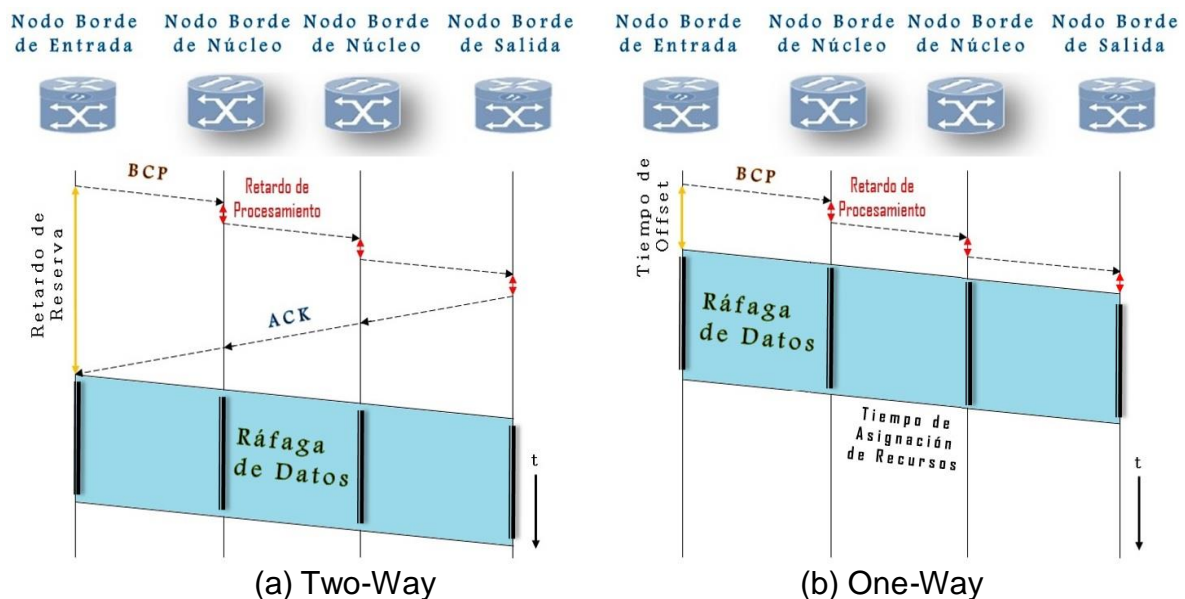 Nodo Borde
de Entrada
Nodo Borde
de Núcleo
Nodo Borde
de Núcleo
Nodo Borde
de Salida
BCP
Retardo de
Procesamiento
Retardo de
Reserva
ACK
Ráfaga
de Datos
t
(a) Two-Way
Nodo Borde
de Entrada
Nodo Borde
de Núcleo
Nodo Borde
de Núcleo
Nodo Borde
de Salida
BCP
Retardo de
Procesamiento
Tiempo de
Offset
Ráfaga
de Datos
Tiempo de
Asignación
de Recursos
t
(b) One-Way